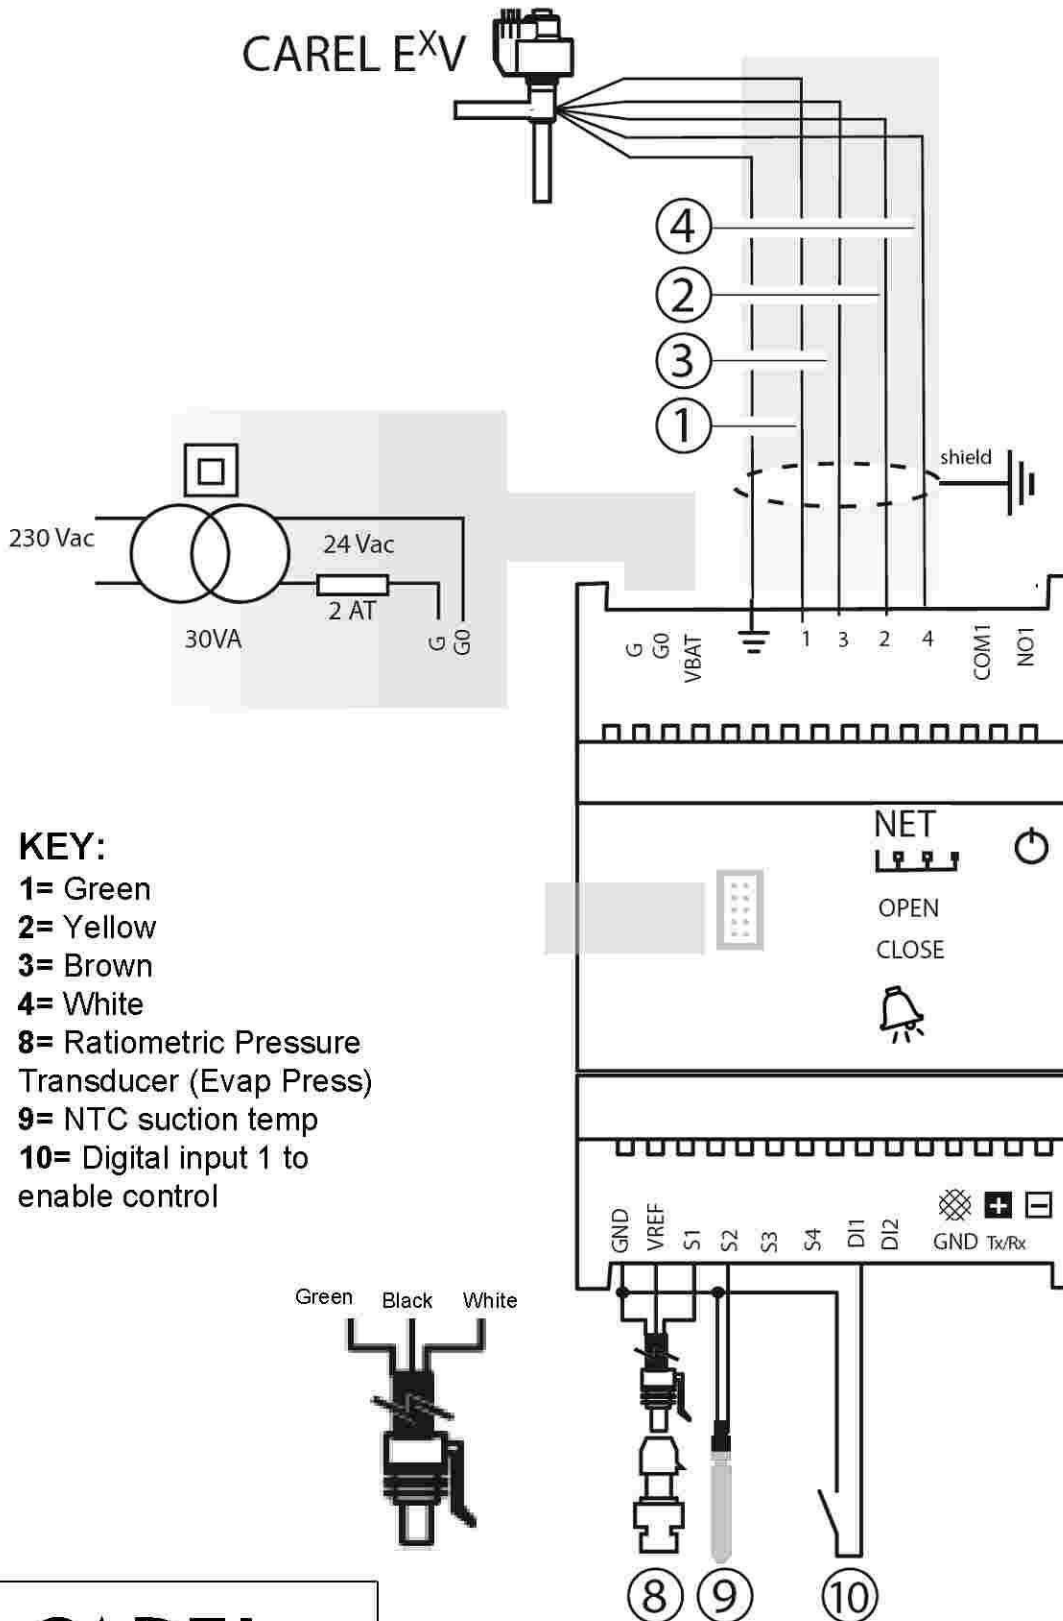 CAREL EXV
4
2
3
1
shield
230 Vac
24 Vac
2 AT
30VA
G
G0
G
G0
VBAT
1
3
2
4
COM1
NO1
NET
OPEN
CLOSE
KEY:
1= Green
2= Yellow
3= Brown
4= White
8= Ratiometric Pressure
Transducer (Evap Press)
9= NTC suction temp
10= Digital input 1 to
enable control
GND
VREF
S1
S2
S3
S4
DI1
DI2
GND
Tx/Rx
Green Black White
8
9
10